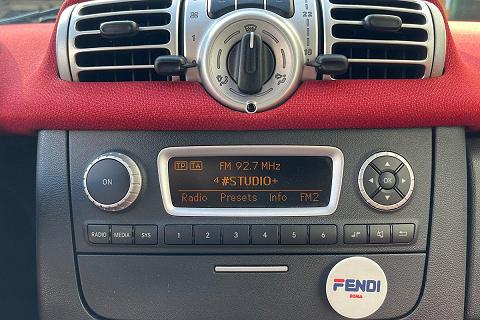 TP TA FM 92.7 MHz
4 #STUDIO+
Radio Presets Info FM2
ON
OK
RADIO MEDIA SYS 1 2 3 4 5 6
FENDI
ROMA